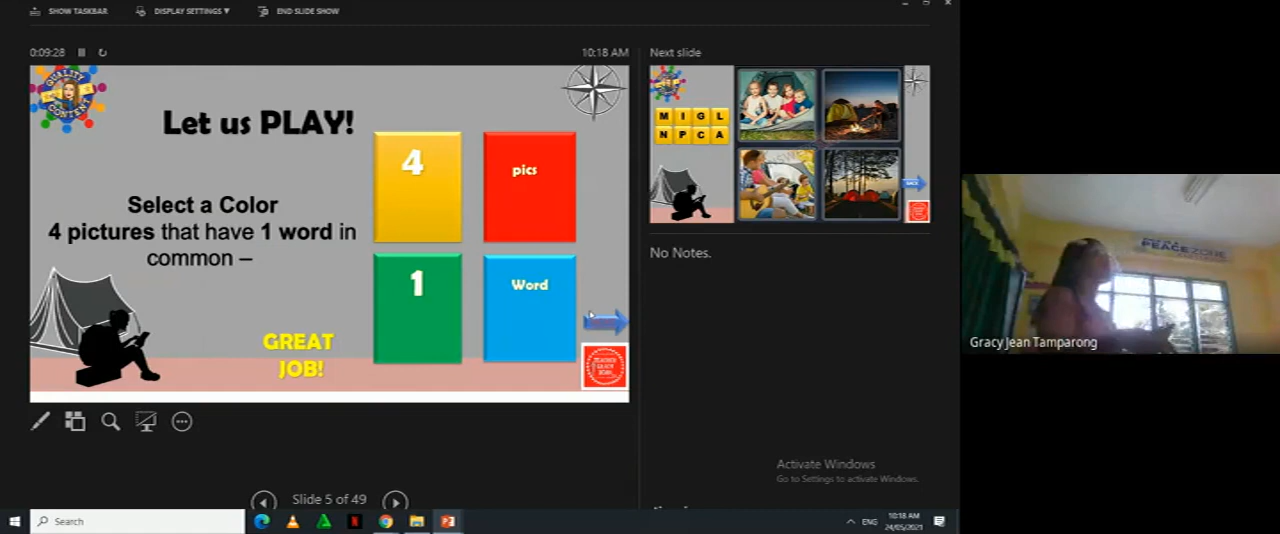 SHOW TASKBAR
DISPLAY SETTINGS ▼
END SLIDE SHOW
0:09:28
10:18 AM
QUALITY
CONTENT
Let us PLAY!
Select a Color
4 pictures that have 1 word in
common –
GREAT
JOB!
4
pics
1
Word
Next slide
M I G L
N P C A
BACK
No Notes.
PEACE ZONE
Gracy Jean Tamparong
Activate Windows
Go to Settings to activate Windows.
Slide 5 of 49
Search
ENG
10:18 AM
24/05/2021